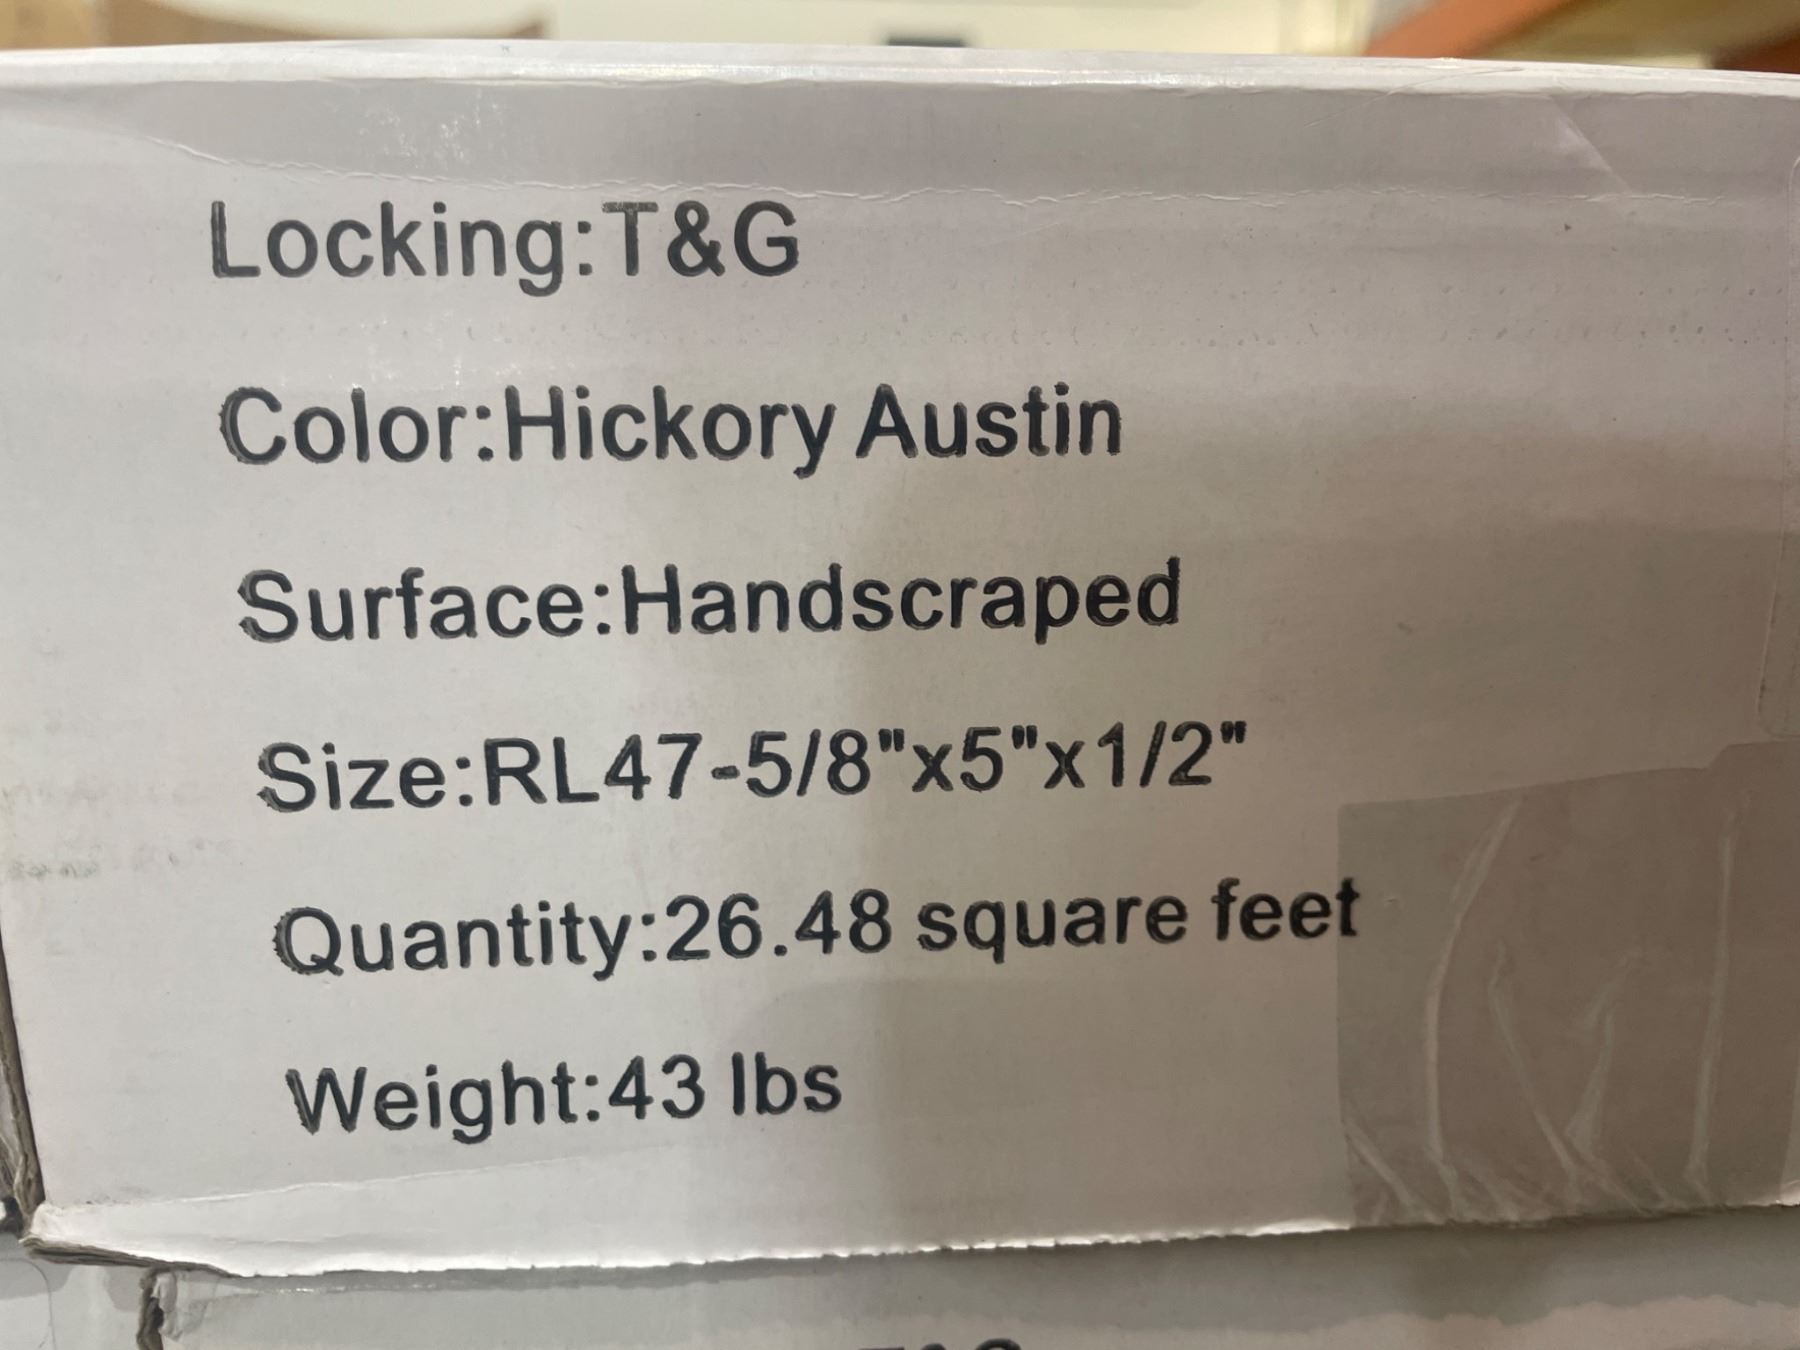 Locking:T&G
Color:Hickory Austin
Surface:Handscraped
Size:RL47-5/8"x5"x1/2"
Quantity:26.48 square feet
Weight:43 lbs